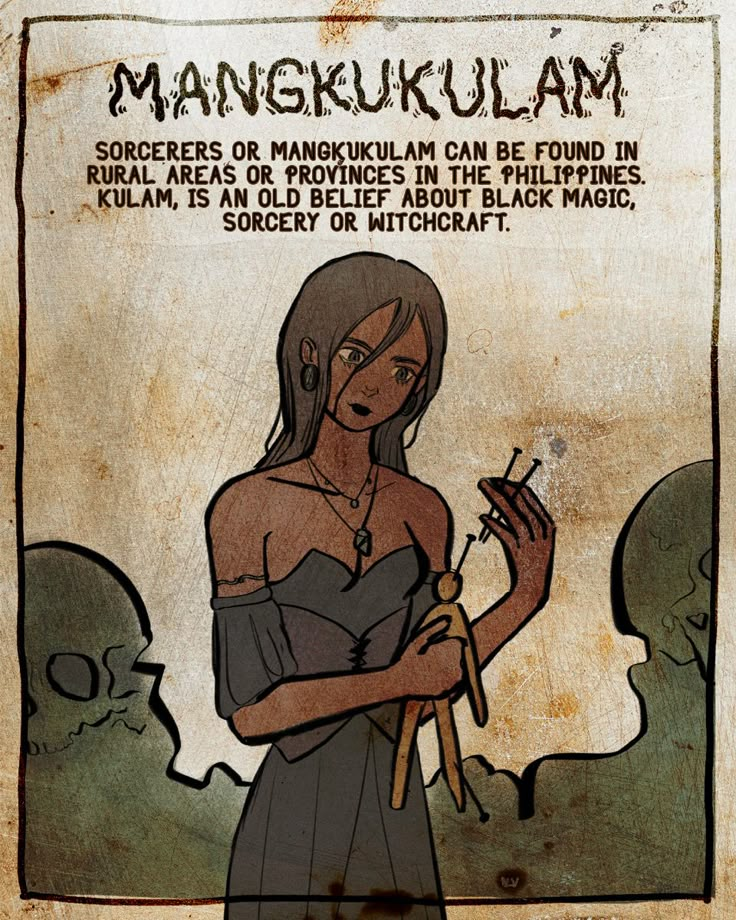 MANGKUKULAM
SORCERERS OR MANGKUKULAM CAN BE FOUND IN
RURAL AREAS OR PROVINCES IN THE PHILIPPINES.
KULAM, IS AN OLD BELIEF ABOUT BLACK MAGIC,
SORCERY OR WITCHCRAFT.